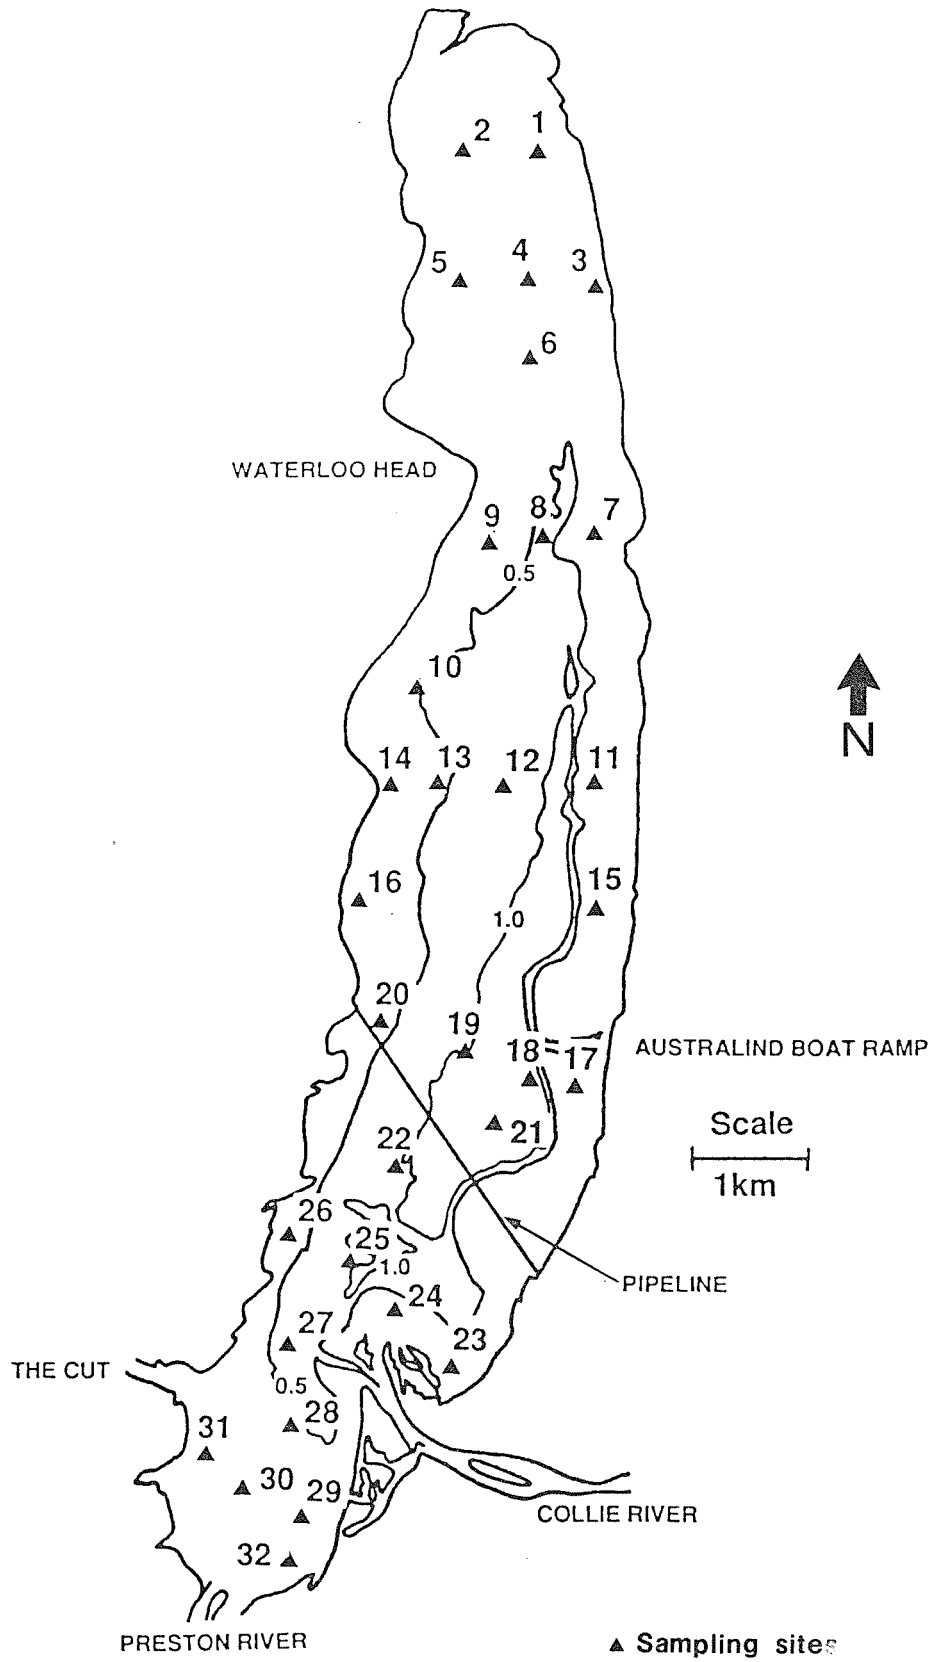 2 1
5 4 3
6
WATERLOO HEAD
9 8 7
0.5
10
N
14 13 12 11
16 15
1.0
20 19
18 17
AUSTRALIND BOAT RAMP
Scale
1km
22 21
26
25
1.0
24
PIPELINE
27 23
THE CUT
0.5
28
31
30 29
COLLIE RIVER
32
PRESTON RIVER
▲ Sampling sites